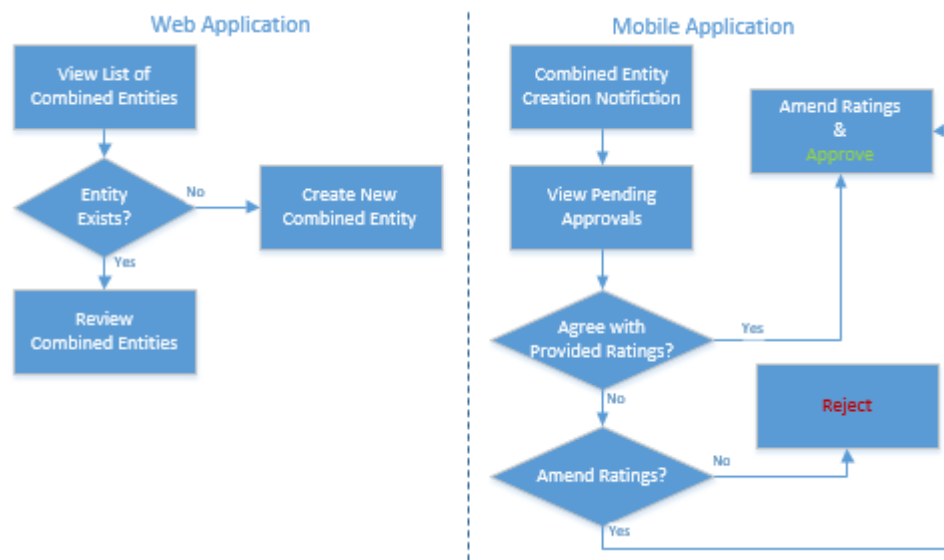 Web Application
View List of
Combined Entities
Entity
Exists?
No
Create New
Combined Entity
Yes
Review
Combined Entities
Mobile Application
Combined Entity
Creation Notifiction
View Pending
Approvals
Agree with
Provided Ratings?
Yes
Amend Ratings
&
Approve
No
Amend Ratings?
No
Reject
Yes